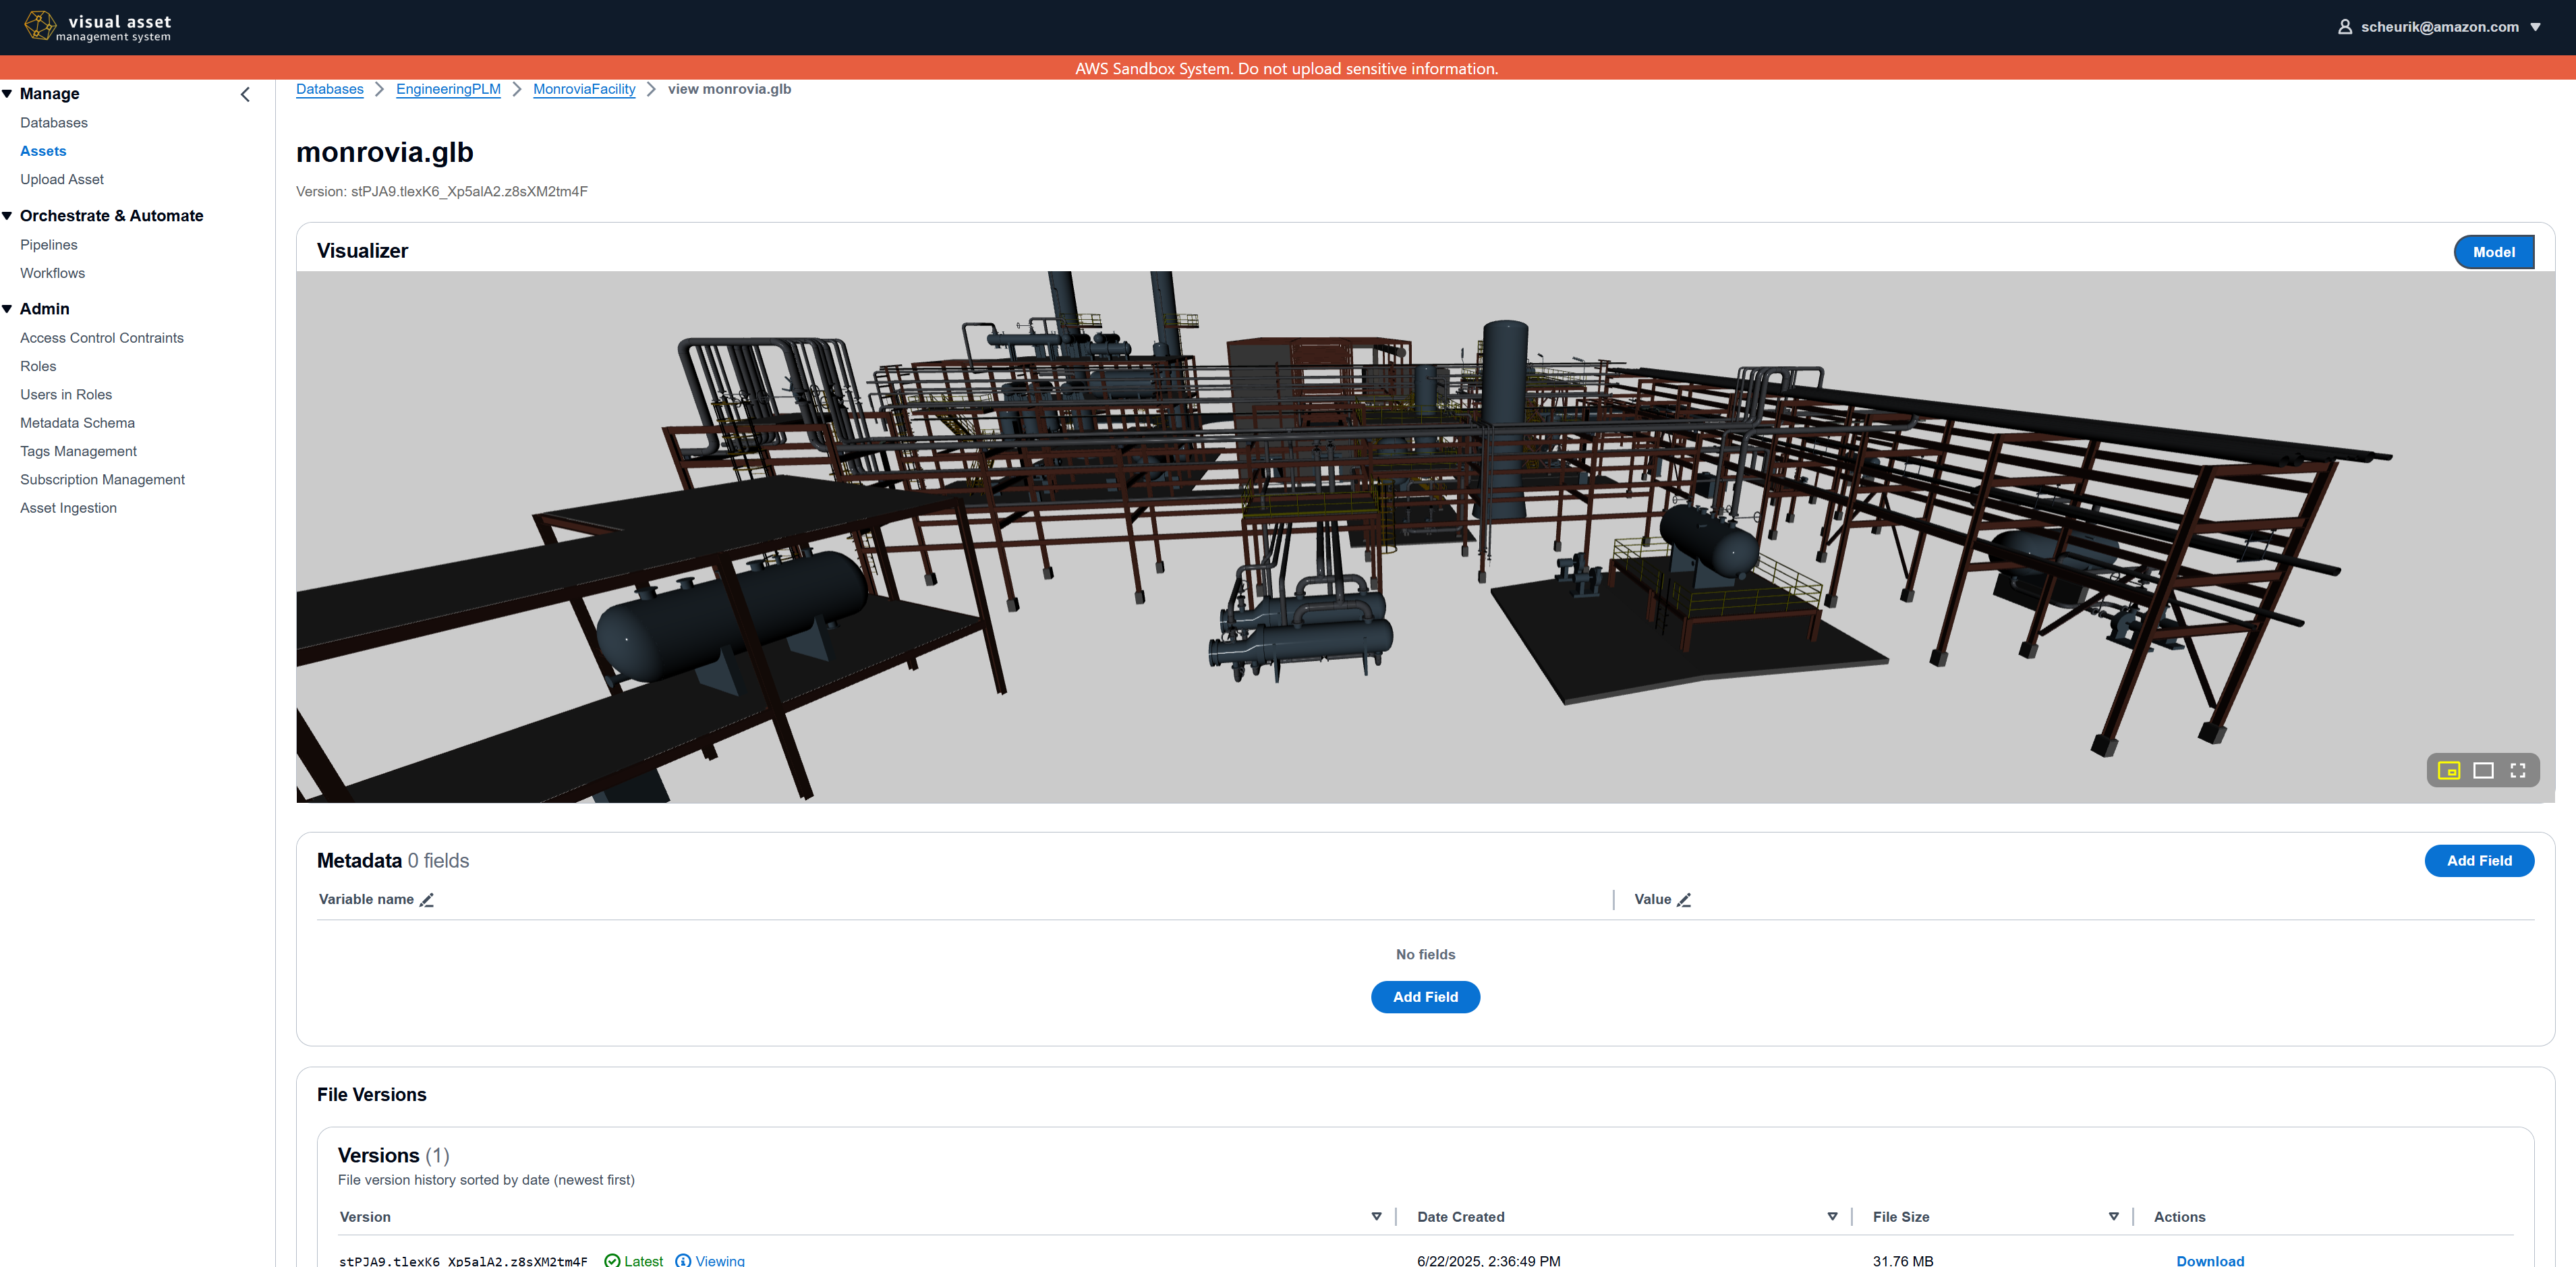 visual asset
management system
scheurik@amazon.com
AWS Sandbox System. Do not upload sensitive information.
Manage
Databases
Assets
Upload Asset
Orchestrate & Automate
Pipelines
Workflows
Admin
Access Control Contraints
Roles
Users in Roles
Metadata Schema
Tags Management
Subscription Management
Asset Ingestion
Databases EngineeringPLM MonroviaFacility view monrovia.glb
monrovia.glb
Version: stPJA9.tlexK6_Xp5alA2.z8sXM2tm4F
Visualizer
Model
Metadata 0 fields
Add Field
Variable name Value
No fields
Add Field
File Versions
Versions (1)
File version history sorted by date (newest first)
Version Date Created File Size Actions
stPJA9.tlexK6_Xp5alA2.z8sXM2tm4F Latest Viewing 6/22/2025, 2:36:49 PM 31.76 MB Download